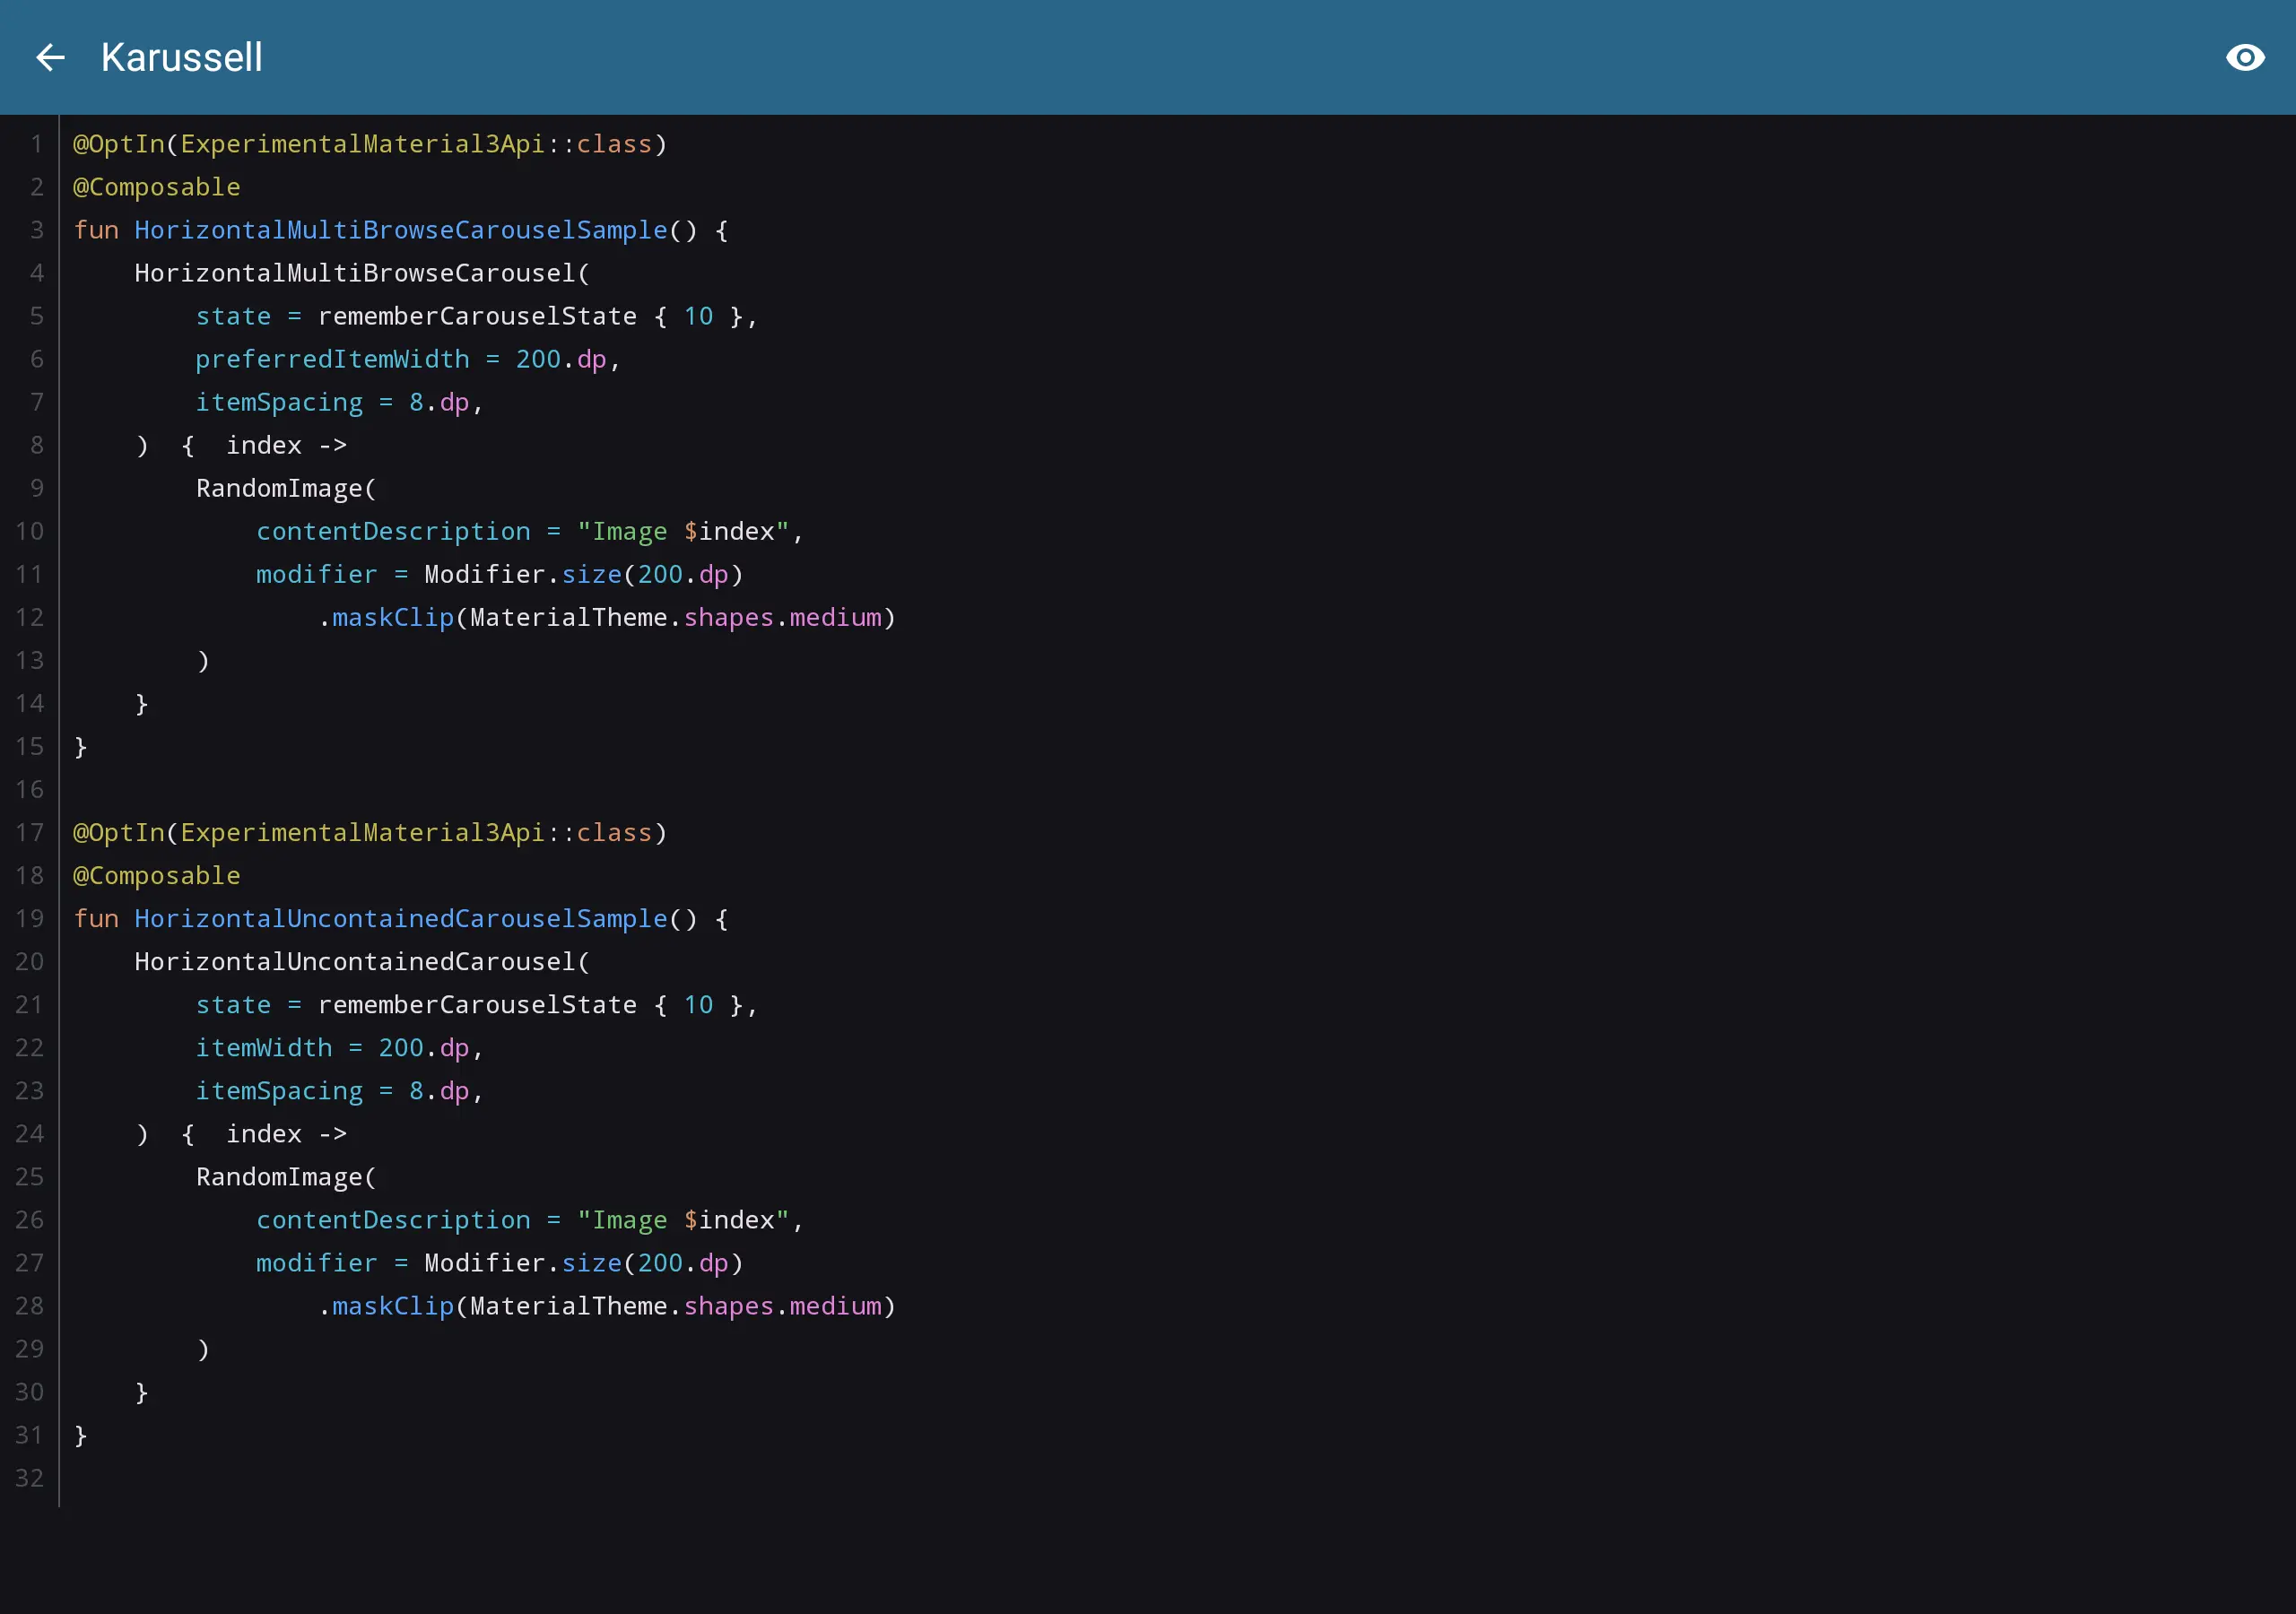 Karussell
1 @OptIn(ExperimentalMaterial3Api::class)
2 @Composable
3 fun HorizontalMultiBrowseCarouselSample() {
4     HorizontalMultiBrowseCarousel(
5         state = rememberCarouselState { 10 },
6         preferredItemWidth = 200.dp,
7         itemSpacing = 8.dp,
8     )  {  index ->
9         RandomImage(
10             contentDescription = "Image $index",
11             modifier = Modifier.size(200.dp)
12                 .maskClip(MaterialTheme.shapes.medium)
13         )
14     }
15 }
16
17 @OptIn(ExperimentalMaterial3Api::class)
18 @Composable
19 fun HorizontalUncontainedCarouselSample() {
20     HorizontalUncontainedCarousel(
21         state = rememberCarouselState { 10 },
22         itemWidth = 200.dp,
23         itemSpacing = 8.dp,
24     )  {  index ->
25         RandomImage(
26             contentDescription = "Image $index",
27             modifier = Modifier.size(200.dp)
28                 .maskClip(MaterialTheme.shapes.medium)
29         )
30     }
31 }
32